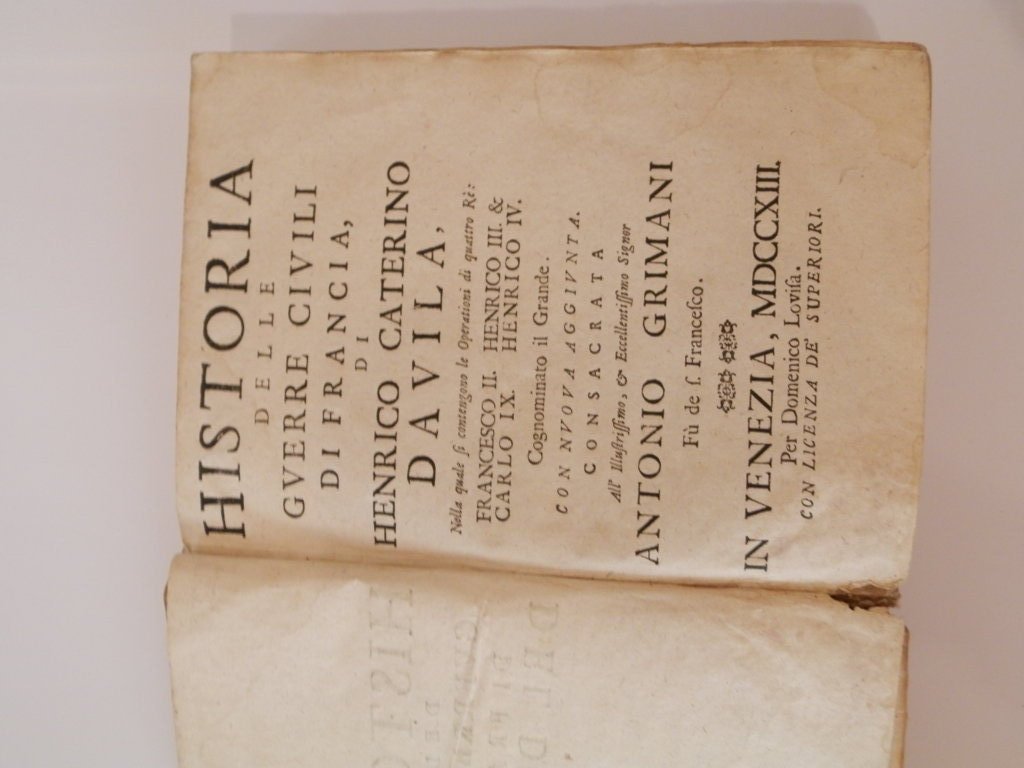 HISTORIA
DELLE
GVERRE CIVILI
DI FRANCIA,
DI
HENRICO CATERINO
DAVILA,
Nella quale ſi contengono le Operationi di quattro Rè:
FRANCESCO II. HENRICO III. &
CARLO IX. HENRICO IV.
Cognominato il Grande.
CON NVOVA AGGIVNTA.
CONSACRATA
All' Illuſtriſſimo, & Eccellentiſſimo Signor
ANTONIO GRIMANI
Fù de ſ. Franceſco.
IN VENEZIA, MDCCXIII.
Per Domenico Loviſa.
CON LICENZA DE' SUPERIORI.